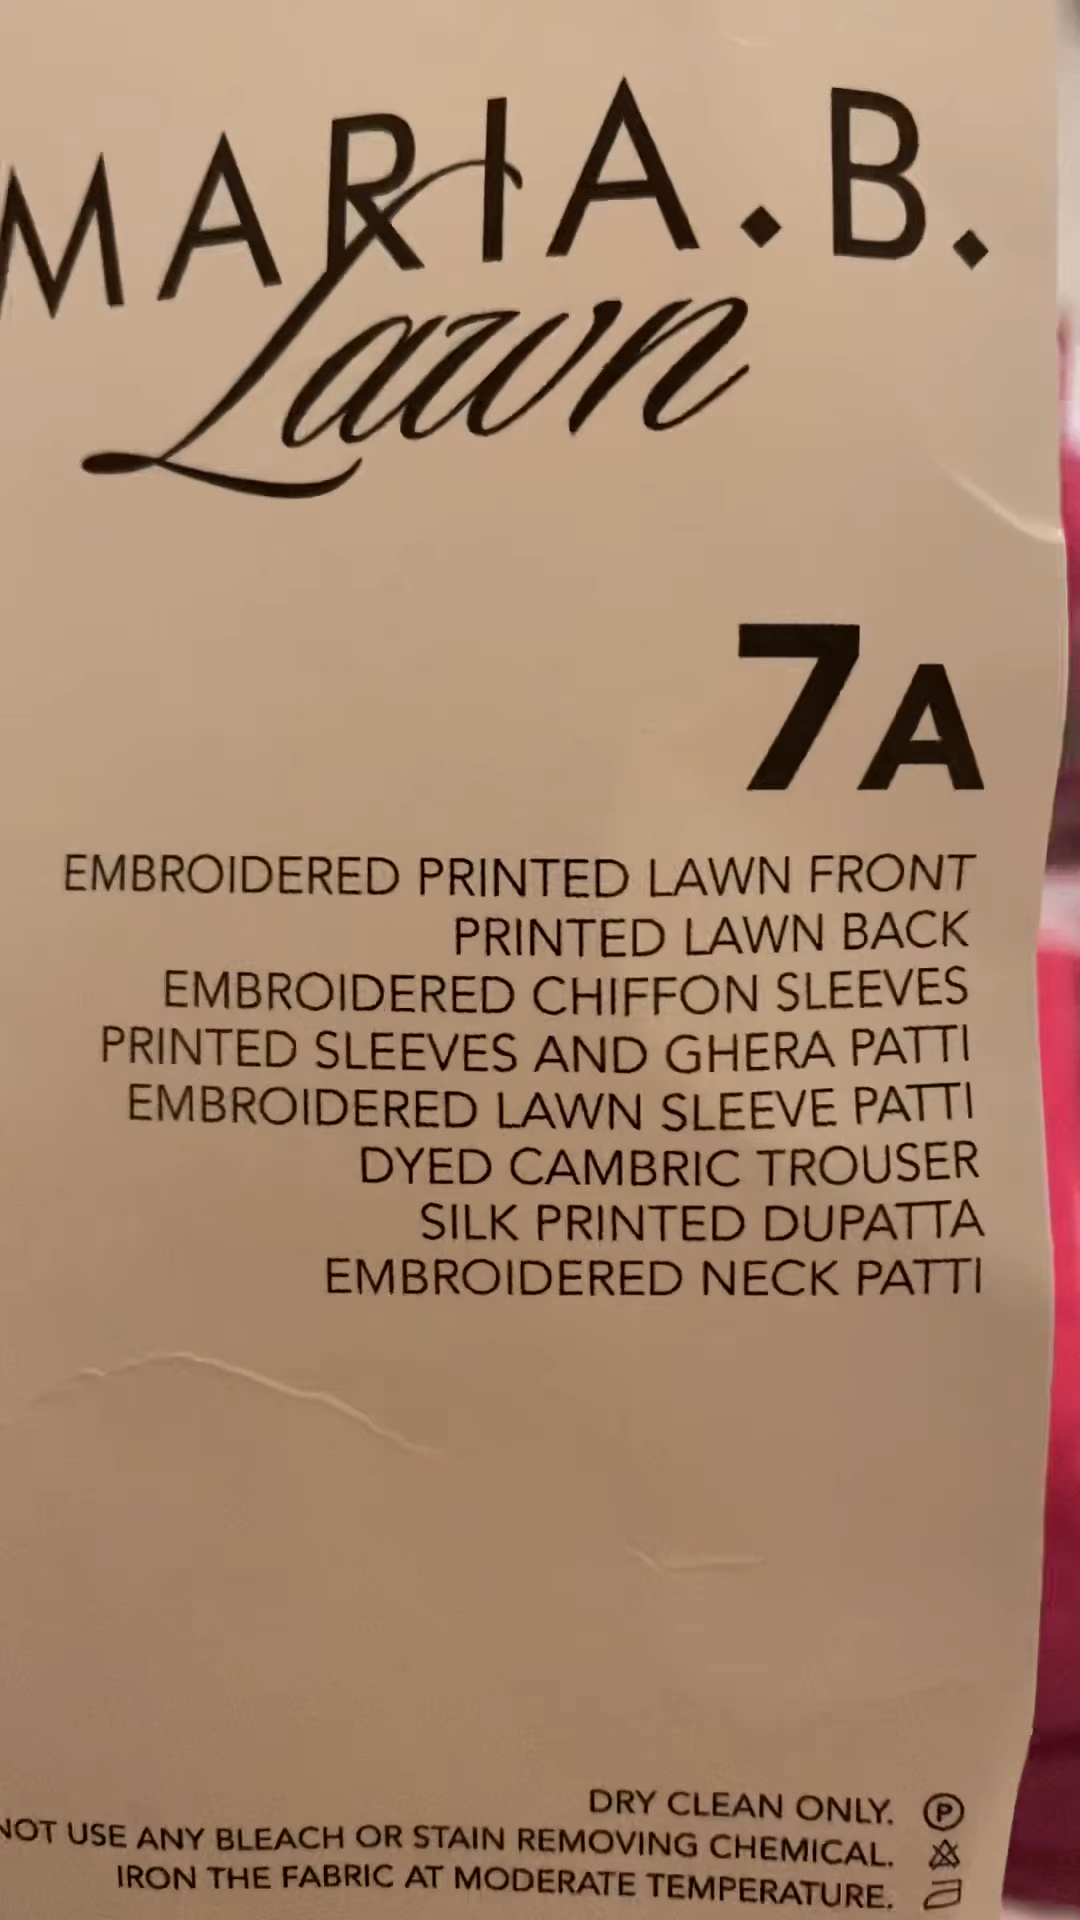 MARIA.B.
Lawn
7A
EMBROIDERED PRINTED LAWN FRONT
PRINTED LAWN BACK
EMBROIDERED CHIFFON SLEEVES
PRINTED SLEEVES AND GHERA PATTI
EMBROIDERED LAWN SLEEVE PATTI
DYED CAMBRIC TROUSER
SILK PRINTED DUPATTA
EMBROIDERED NECK PATTI
DRY CLEAN ONLY. P
NOT USE ANY BLEACH OR STAIN REMOVING CHEMICAL.
IRON THE FABRIC AT MODERATE TEMPERATURE.